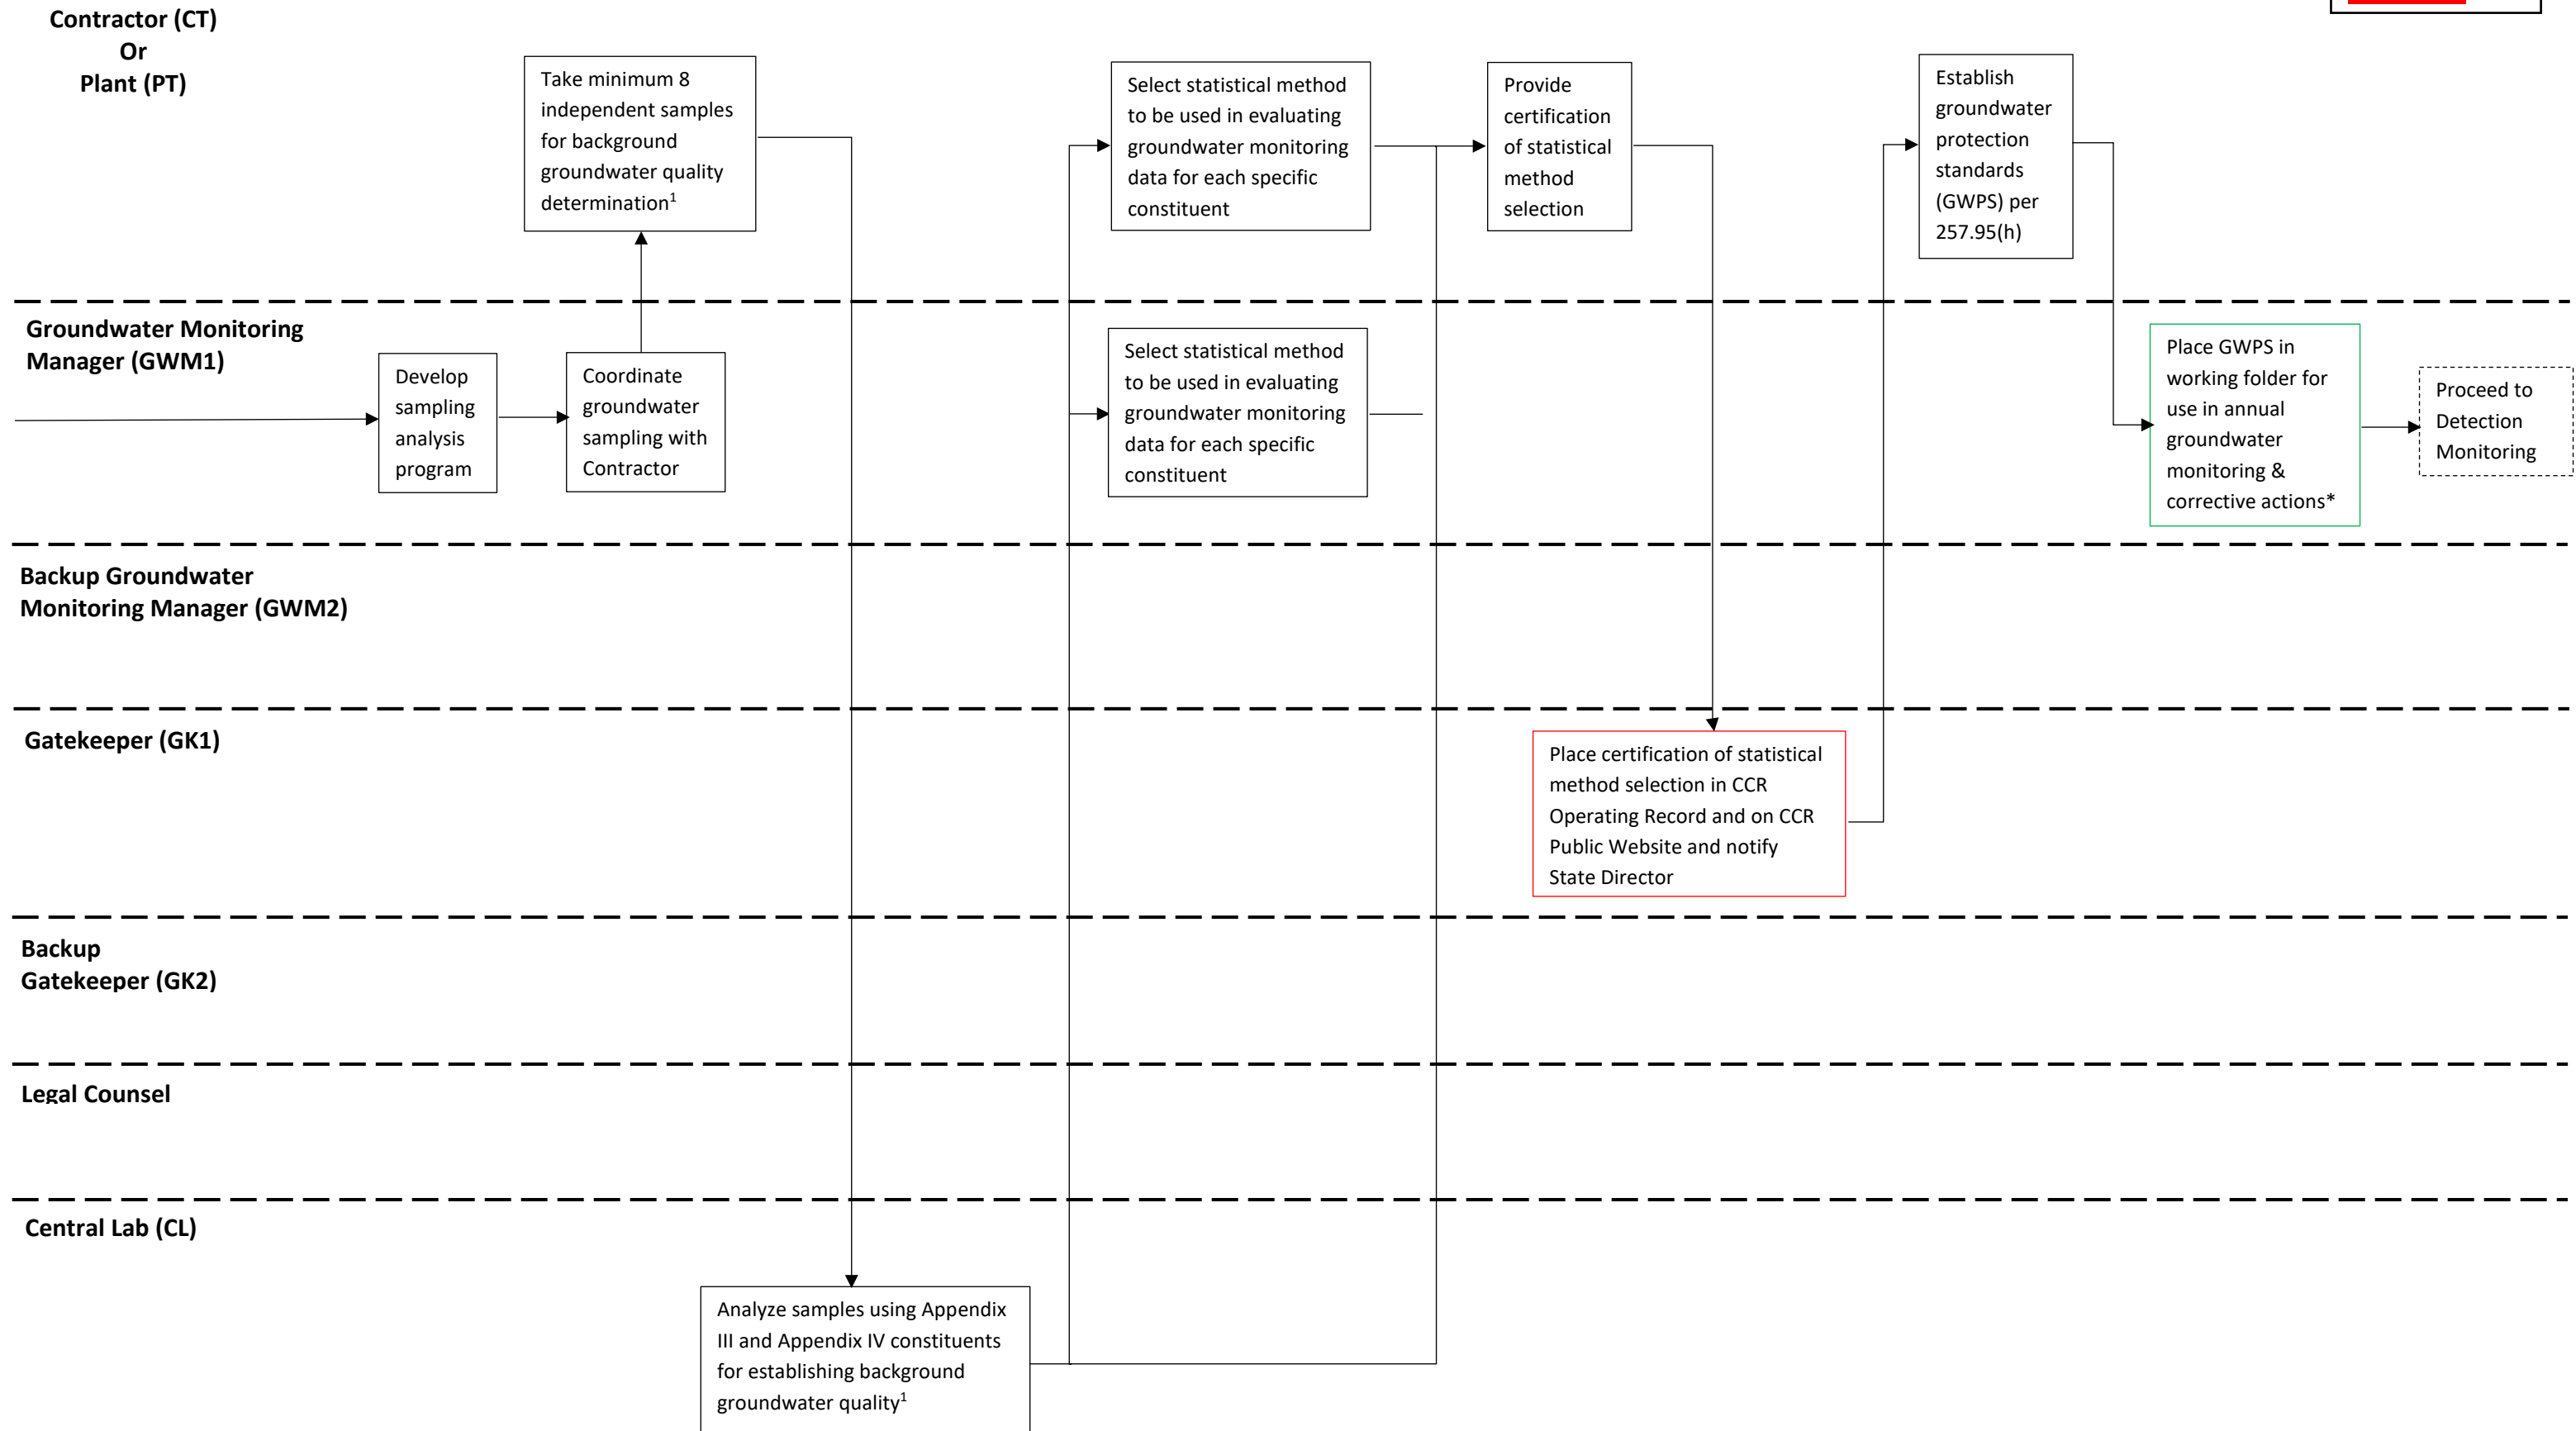 Contractor (CT)
Or
Plant (PT)
Take minimum 8
independent samples
for background
groundwater quality
determination1
Select statistical method
to be used in evaluating
groundwater monitoring
data for each specific
constituent
Provide
certification
of statistical
method
selection
Establish
groundwater
protection
standards
(GWPS) per
257.95(h)
Groundwater Monitoring
Manager (GWM1)
Develop
sampling
analysis
program
Coordinate
groundwater
sampling with
Contractor
Select statistical method
to be used in evaluating
groundwater monitoring
data for each specific
constituent
Place GWPS in
working folder for
use in annual
groundwater
monitoring &
corrective actions*
Proceed to
Detection
Monitoring
Backup Groundwater
Monitoring Manager (GWM2)
Gatekeeper (GK1)
Place certification of statistical
method selection in CCR
Operating Record and on CCR
Public Website and notify
State Director
Backup
Gatekeeper (GK2)
Legal Counsel
Central Lab (CL)
Analyze samples using Appendix
III and Appendix IV constituents
for establishing background
groundwater quality1